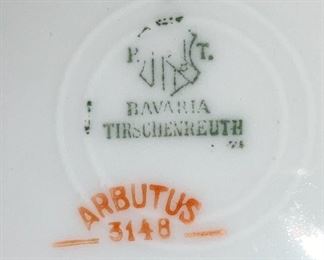 P. T.
BAVARIA
TIRSCHENREUTH
ARBUTUS
3148